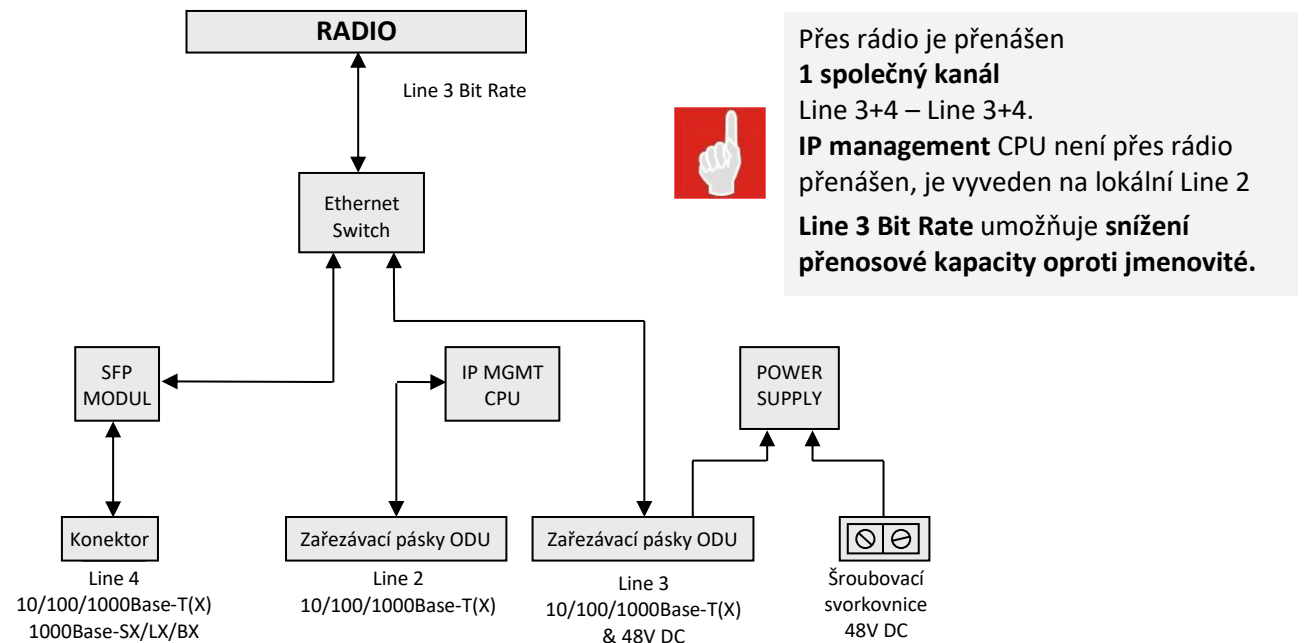 RADIO
Line 3 Bit Rate
Přes rádio je přenášen
1 společný kanál
Line 3+4 – Line 3+4.
IP management CPU není přes rádio
přenášen, je vyveden na lokální Line 2
Line 3 Bit Rate umožňuje snížení
přenosové kapacity oproti jmenovité.
Ethernet
Switch
SFP
MODUL
IP MGMT
CPU
POWER
SUPPLY
Konektor
Line 4
10/100/1000Base-T(X)
1000Base-SX/LX/BX
Zařezávací pásky ODU
Line 2
10/100/1000Base-T(X)
Zařezávací pásky ODU
Line 3
10/100/1000Base-T(X)
& 48V DC
Šroubovací
svorkovnice
48V DC